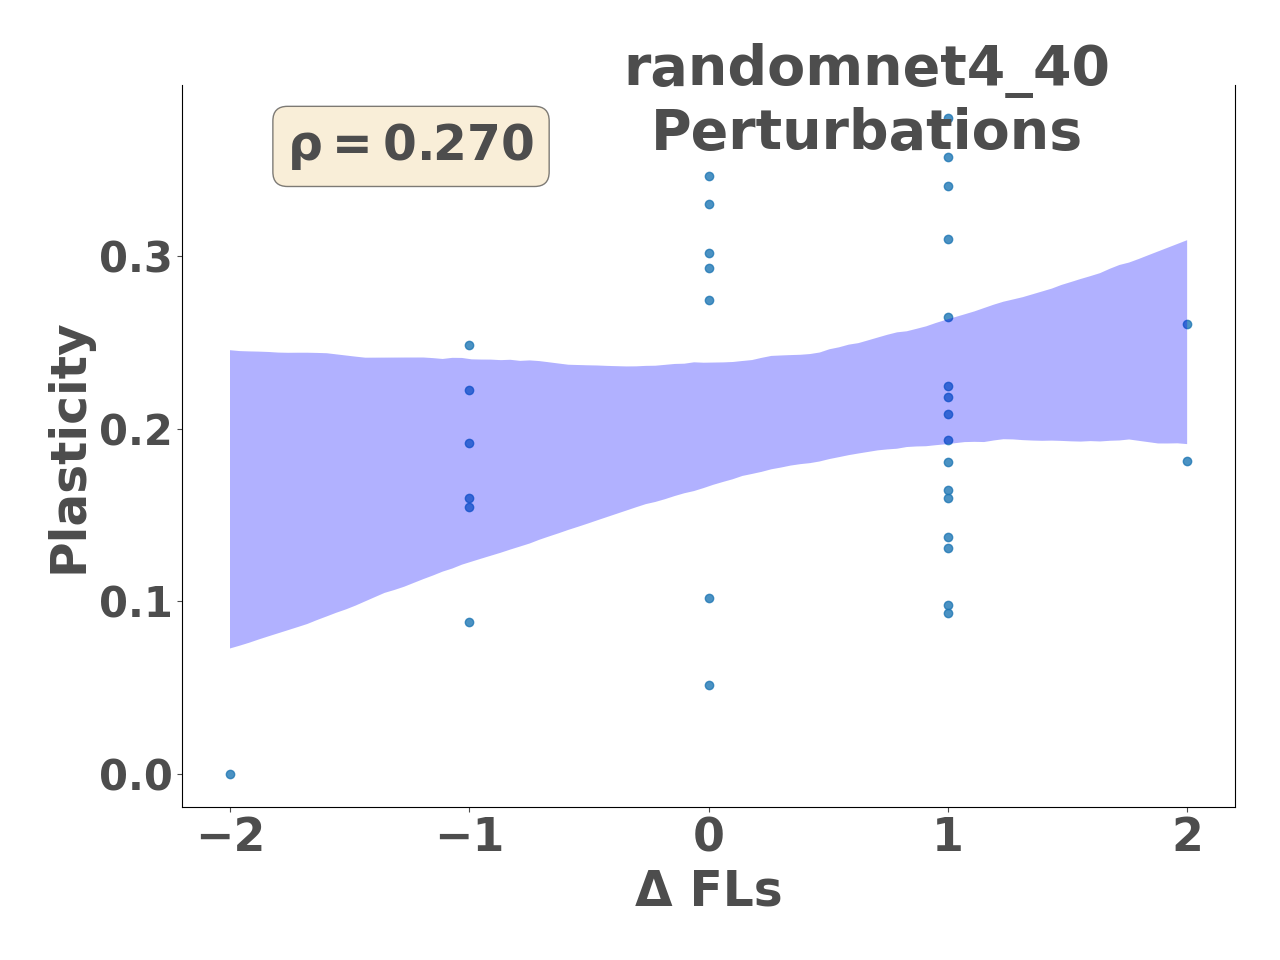 randomnet4_40
Perturbations
ρ = 0.270
Plasticity
0.3
0.2
0.1
0.0
−2 −1 0 1 2
Δ FLs